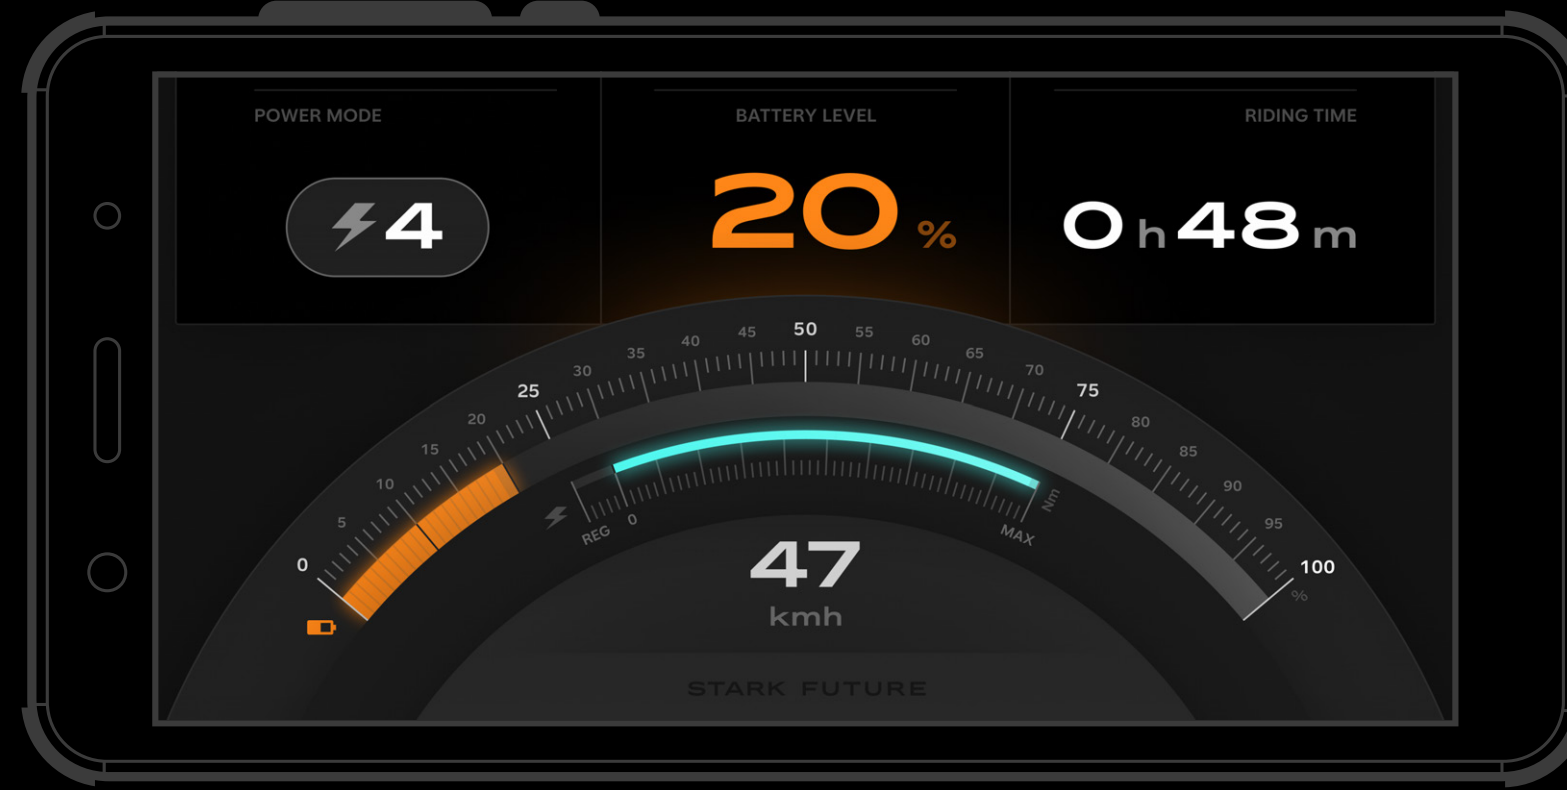 POWER MODE
BATTERY LEVEL
RIDING TIME
4
20 %
0 h 48 m
0
5
10
15
20
25
30
35
40
45
50
55
60
65
70
75
80
85
90
95
100
%
REG
0
MAX
Nm
47
kmh
STARK FUTURE